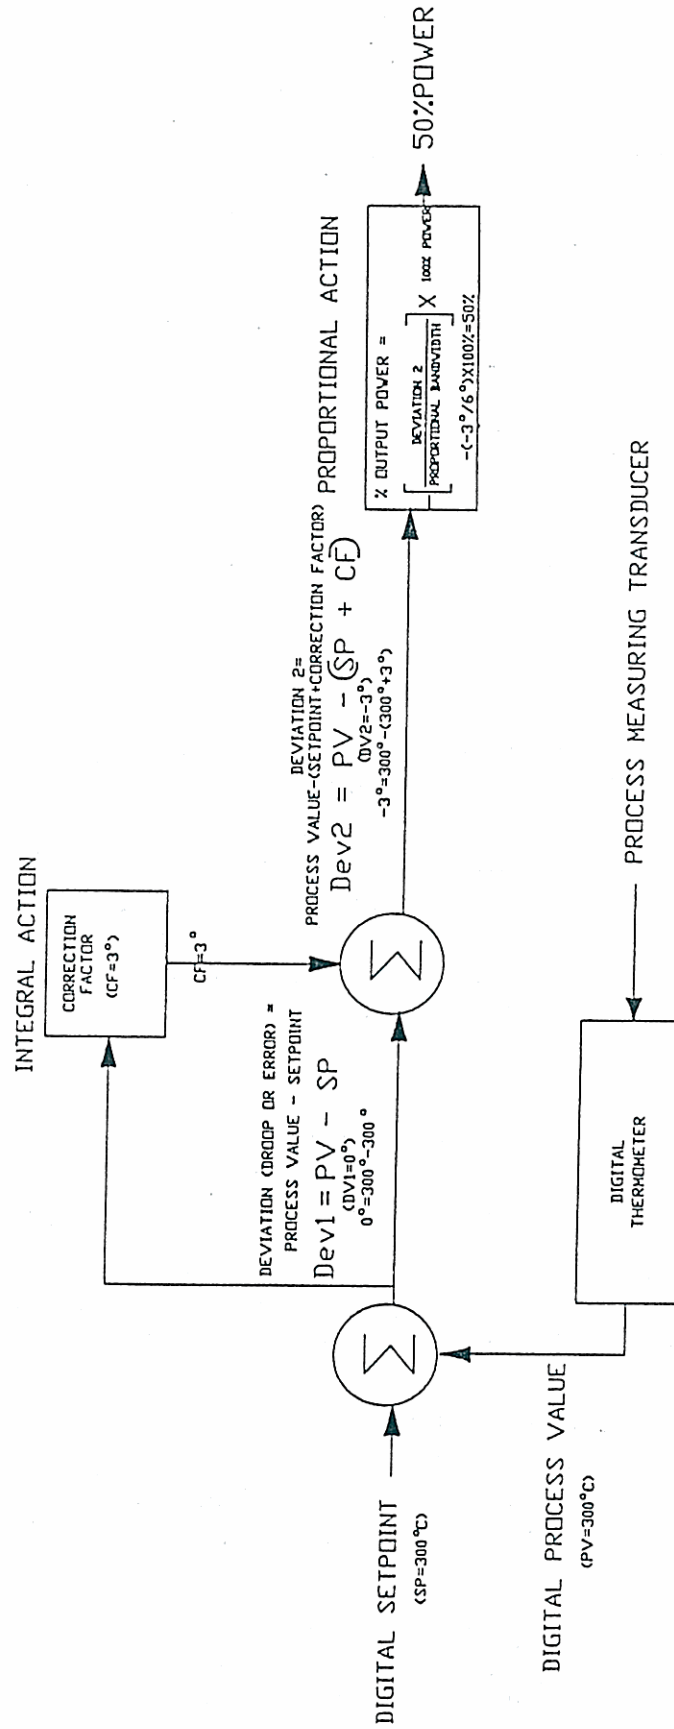 INTEGRAL ACTION
CORRECTION
FACTOR
(CF=3°)
CF=3°
DEVIATION (DROOP OR ERROR) =
PROCESS VALUE - SETPOINT
Dev1 = PV - SP
(DV1=0°)
0°=300°-300°
DEVIATION 2=
PROCESS VALUE-(SETPOINT+CORRECTION FACTOR)
Dev2 = PV - (SP + CF)
(DV2=-3°)
-3°=300°-(300°+3°)
PROPORTIONAL ACTION
% OUTPUT POWER =
-[DEVIATION 2
PROPORTIONAL BANDWIDTH] X 100% POWER
-(-3°/6°)X100%=50%
50%POWER
Σ
Σ
DIGITAL SETPOINT
(SP=300°C)
DIGITAL PROCESS VALUE
(PV=300°C)
DIGITAL
THERMOMETER
PROCESS MEASURING TRANSDUCER